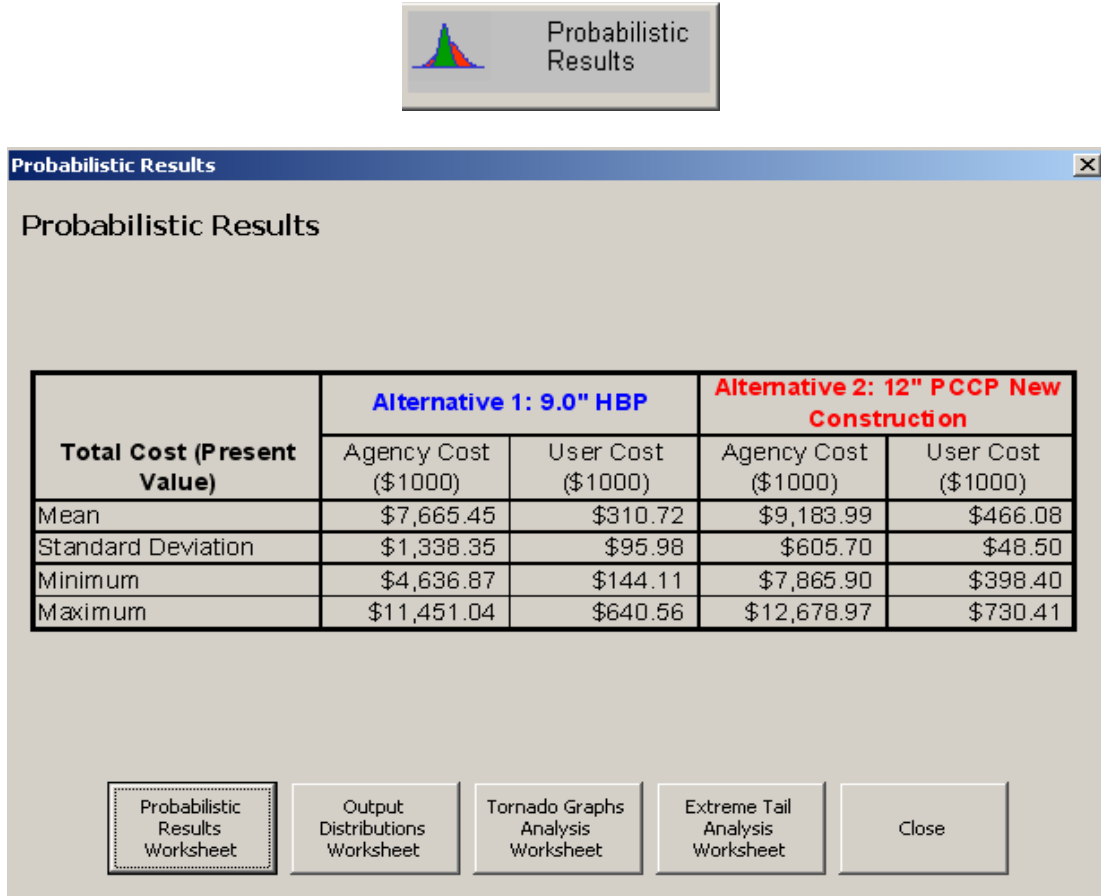 Probabilistic
Results
Probabilistic Results
Probabilistic Results
Total Cost (Present
Value)
Alternative 1: 9.0" HBP
Alternative 2: 12" PCCP New
Construction
Agency Cost
($1000)
User Cost
($1000)
Agency Cost
($1000)
User Cost
($1000)
Mean $7,665.45 $310.72 $9,183.99 $466.08
Standard Deviation $1,338.35 $95.98 $605.70 $48.50
Minimum $4,636.87 $144.11 $7,865.90 $398.40
Maximum $11,451.04 $640.56 $12,678.97 $730.41
Probabilistic
Results
Worksheet
Output
Distributions
Worksheet
Tornado Graphs
Analysis
Worksheet
Extreme Tail
Analysis
Worksheet
Close